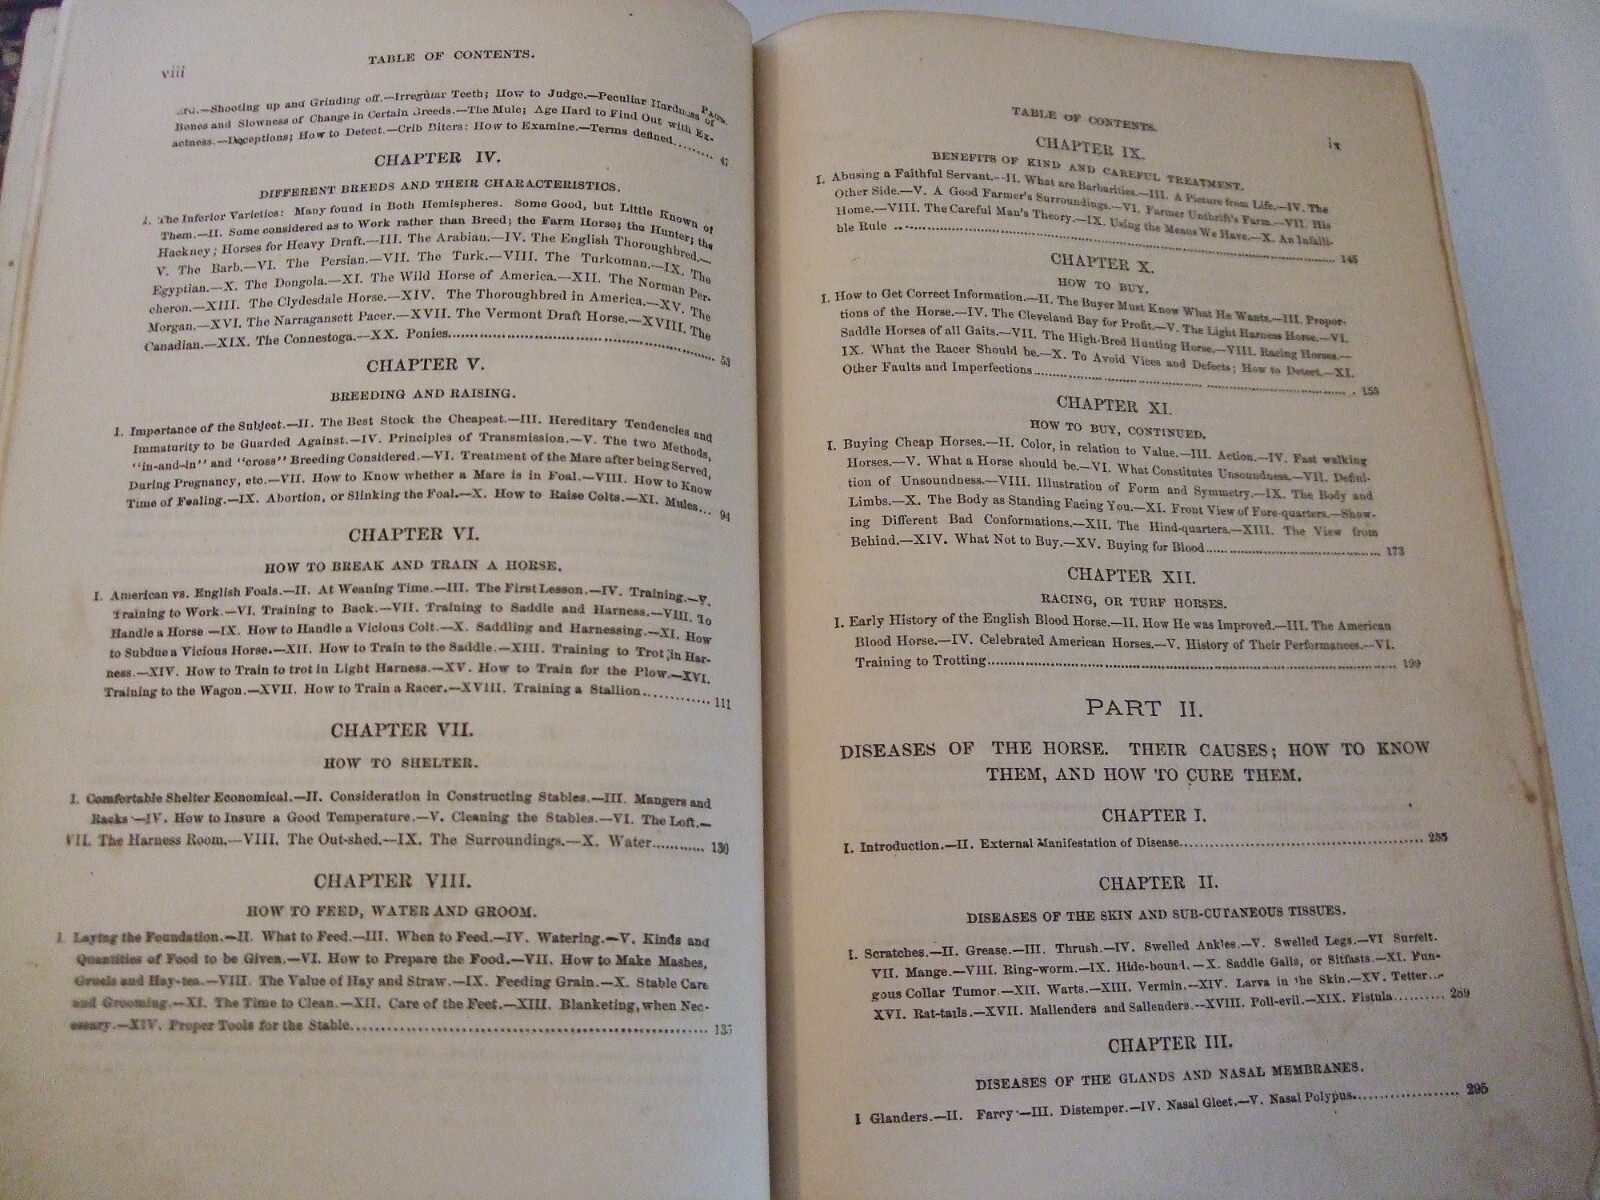 viii
TABLE OF CONTENTS.
PAGE.
—Shooting up and Grinding off.—Irregular Teeth; How to Judge.—Peculiar Hardness of
Bones and Slowness of Change in Certain Breeds.—The Mule; Age Hard to Find Out with Ex-
actness.—Deceptions; How to Detect.—Crib Biters: How to Examine.—Terms defined........ 47
CHAPTER IV.
DIFFERENT BREEDS AND THEIR CHARACTERISTICS.
I. The Inferior Varieties: Many found in Both Hemispheres. Some Good, but Little Known of
Them.—II. Some considered as to Work rather than Breed; the Farm Horse; the Hunter; the
Hackney; Horses for Heavy Draft.—III. The Arabian.—IV. The English Thoroughbred.—
V. The Barb.—VI. The Persian.—VII. The Turk.—VIII. The Turkoman.—IX. The
Egyptian.—X. The Dongola.—XI. The Wild Horse of America.—XII. The Norman Per-
cheron.—XIII. The Clydesdale Horse.—XIV. The Thoroughbred in America.—XV. The
Morgan.—XVI. The Narragansett Pacer.—XVII. The Vermont Draft Horse.—XVIII. The
Canadian.—XIX. The Connestoga.—XX. Ponies........ 53
CHAPTER V.
BREEDING AND RAISING.
I. Importance of the Subject.—II. The Best Stock the Cheapest.—III. Hereditary Tendencies and
Immaturity to be Guarded Against.—IV. Principles of Transmission.—V. The two Methods,
"in-and-in" and "cross" Breeding Considered.—VI. Treatment of the Mare after being Served,
During Pregnancy, etc.—VII. How to Know whether a Mare is in Foal.—VIII. How to Know
Time of Foaling.—IX. Abortion, or Slinking the Foal.—X. How to Raise Colts.—XI. Mules... 94
CHAPTER VI.
HOW TO BREAK AND TRAIN A HORSE.
I. American vs. English Foals.—II. At Weaning Time.—III. The First Lesson.—IV. Training.—V.
Training to Work.—VI. Training to Back.—VII. Training to Saddle and Harness.—VIII. To
Handle a Horse—IX. How to Handle a Vicious Colt.—X. Saddling and Harnessing.—XI. How
to Subdue a Vicious Horse.—XII. How to Train to the Saddle.—XIII. Training to Trot in Har-
ness.—XIV. How to Train to trot in Light Harness.—XV. How to Train for the Plow.—XVI.
Training to the Wagon.—XVII. How to Train a Racer.—XVIII. Training a Stallion............ 111
CHAPTER VII.
HOW TO SHELTER.
I. Comfortable Shelter Economical.—II. Consideration in Constructing Stables.—III. Mangers and
Racks—IV. How to Insure a Good Temperature.—V. Cleaning the Stables.—VI. The Loft.—
VII. The Harness Room.—VIII. The Out-shed.—IX. The Surroundings.—X. Water............ 130
CHAPTER VIII.
HOW TO FEED, WATER AND GROOM.
I Laying the Foundation.—II. What to Feed.—III. When to Feed.—IV. Watering.—V. Kinds and
Quantities of Food to be Given.—VI. How to Prepare the Food.—VII. How to Make Mashes,
Gruels and Hay-tea.—VIII. The Value of Hay and Straw.—IX. Feeding Grain.—X. Stable Care
and Grooming.—XI. The Time to Clean.—XII. Care of the Feet.—XIII. Blanketing, when Nec-
essary.—XIV. Proper Tools for the Stable........ 135
TABLE OF CONTENTS.
ix
CHAPTER IX.
BENEFITS OF KIND AND CAREFUL TREATMENT.
I. Abusing a Faithful Servant.—II. What are Barbarities.—III. A Picture from Life.—IV. The
Other Side.—V. A Good Farmer's Surroundings.—VI. Farmer Unthrift's Farm.—VII. His
Home.—VIII. The Careful Man's Theory.—IX. Using the Means We Have.—X. An Infalli-
ble Rule ........ 145
CHAPTER X.
HOW TO BUY.
I. How to Get Correct Information.—II. The Buyer Must Know What He Wants.—III. Propor-
tions of the Horse.—IV. The Cleveland Bay for Profit.—V. The Light Harness Horse.—VI.
Saddle Horses of all Gaits.—VII. The High-Bred Hunting Horse.—VIII. Racing Horses.—
IX. What the Racer Should be.—X. To Avoid Vices and Defects; How to Detect.—XI.
Other Faults and Imperfections........ 155
CHAPTER XI.
HOW TO BUY, CONTINUED.
I. Buying Cheap Horses.—II. Color, in relation to Value.—III. Action.—IV. Fast walking
Horses.—V. What a Horse should be.—VI. What Constitutes Unsoundness.—VII. Defini-
tion of Unsoundness.—VIII. Illustration of Form and Symmetry.—IX. The Body and
Limbs.—X. The Body as Standing Facing You.—XI. Front View of Fore-quarters.—Show-
ing Different Bad Conformations.—XII. The Hind-quarters.—XIII. The View from
Behind.—XIV. What Not to Buy.—XV. Buying for Blood........ 173
CHAPTER XII.
RACING, OR TURF HORSES.
I. Early History of the English Blood Horse.—II. How He was Improved.—III. The American
Blood Horse.—IV. Celebrated American Horses.—V. History of Their Performances.—VI.
Training to Trotting........ 199
PART II.
DISEASES OF THE HORSE. THEIR CAUSES; HOW TO KNOW
THEM, AND HOW TO CURE THEM.
CHAPTER I.
I. Introduction.—II. External Manifestation of Disease........ 255
CHAPTER II.
DISEASES OF THE SKIN AND SUB-CUTANEOUS TISSUES.
I. Scratches.—II. Grease.—III. Thrush.—IV. Swelled Ankles.—V. Swelled Legs.—VI Surfeit.
VII. Mange.—VIII. Ring-worm.—IX. Hide-bound.—X. Saddle Galls, or Sitfasts.—XI. Fun-
gous Collar Tumor.—XII. Warts.—XIII. Vermin.—XIV. Larva in the Skin.—XV. Tetter...
XVI. Rat-tails.—XVII. Mallenders and Sallenders.—XVIII. Poll-evil.—XIX. Fistula.......... 259
CHAPTER III.
DISEASES OF THE GLANDS AND NASAL MEMBRANES.
I Glanders.—II. Farcy—III. Distemper.—IV. Nasal Gleet.—V. Nasal Polypus........ 295